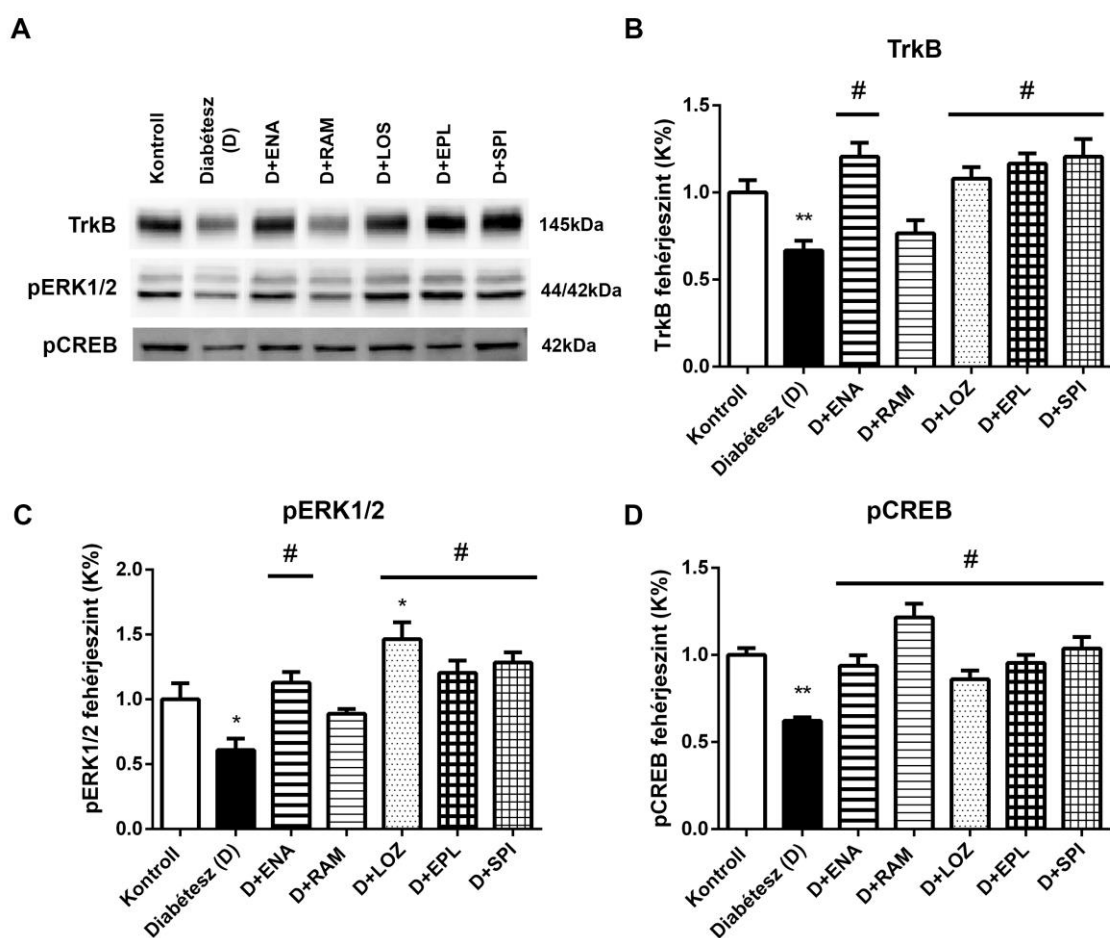 A
Kontroll
Diabétesz
(D)
D+ENA
D+RAM
D+LOS
D+EPL
D+SPI
TrkB
145kDa
pERK1/2
44/42kDa
pCREB
42kDa
B
TrkB
#
#
**
TrkB fehérjeszint (K%)
1.5
1.0
0.5
0.0
Kontroll
Diabétesz (D)
D+ENA
D+RAM
D+LOZ
D+EPL
D+SPI
C
pERK1/2
#
#
*
*
pERK1/2 fehérjeszint (K%)
2.0
1.5
1.0
0.5
0.0
Kontroll
Diabétesz (D)
D+ENA
D+RAM
D+LOZ
D+EPL
D+SPI
D
pCREB
#
**
pCREB fehérjeszint (K%)
1.5
1.0
0.5
0.0
Kontroll
Diabétesz (D)
D+ENA
D+RAM
D+LOZ
D+EPL
D+SPI